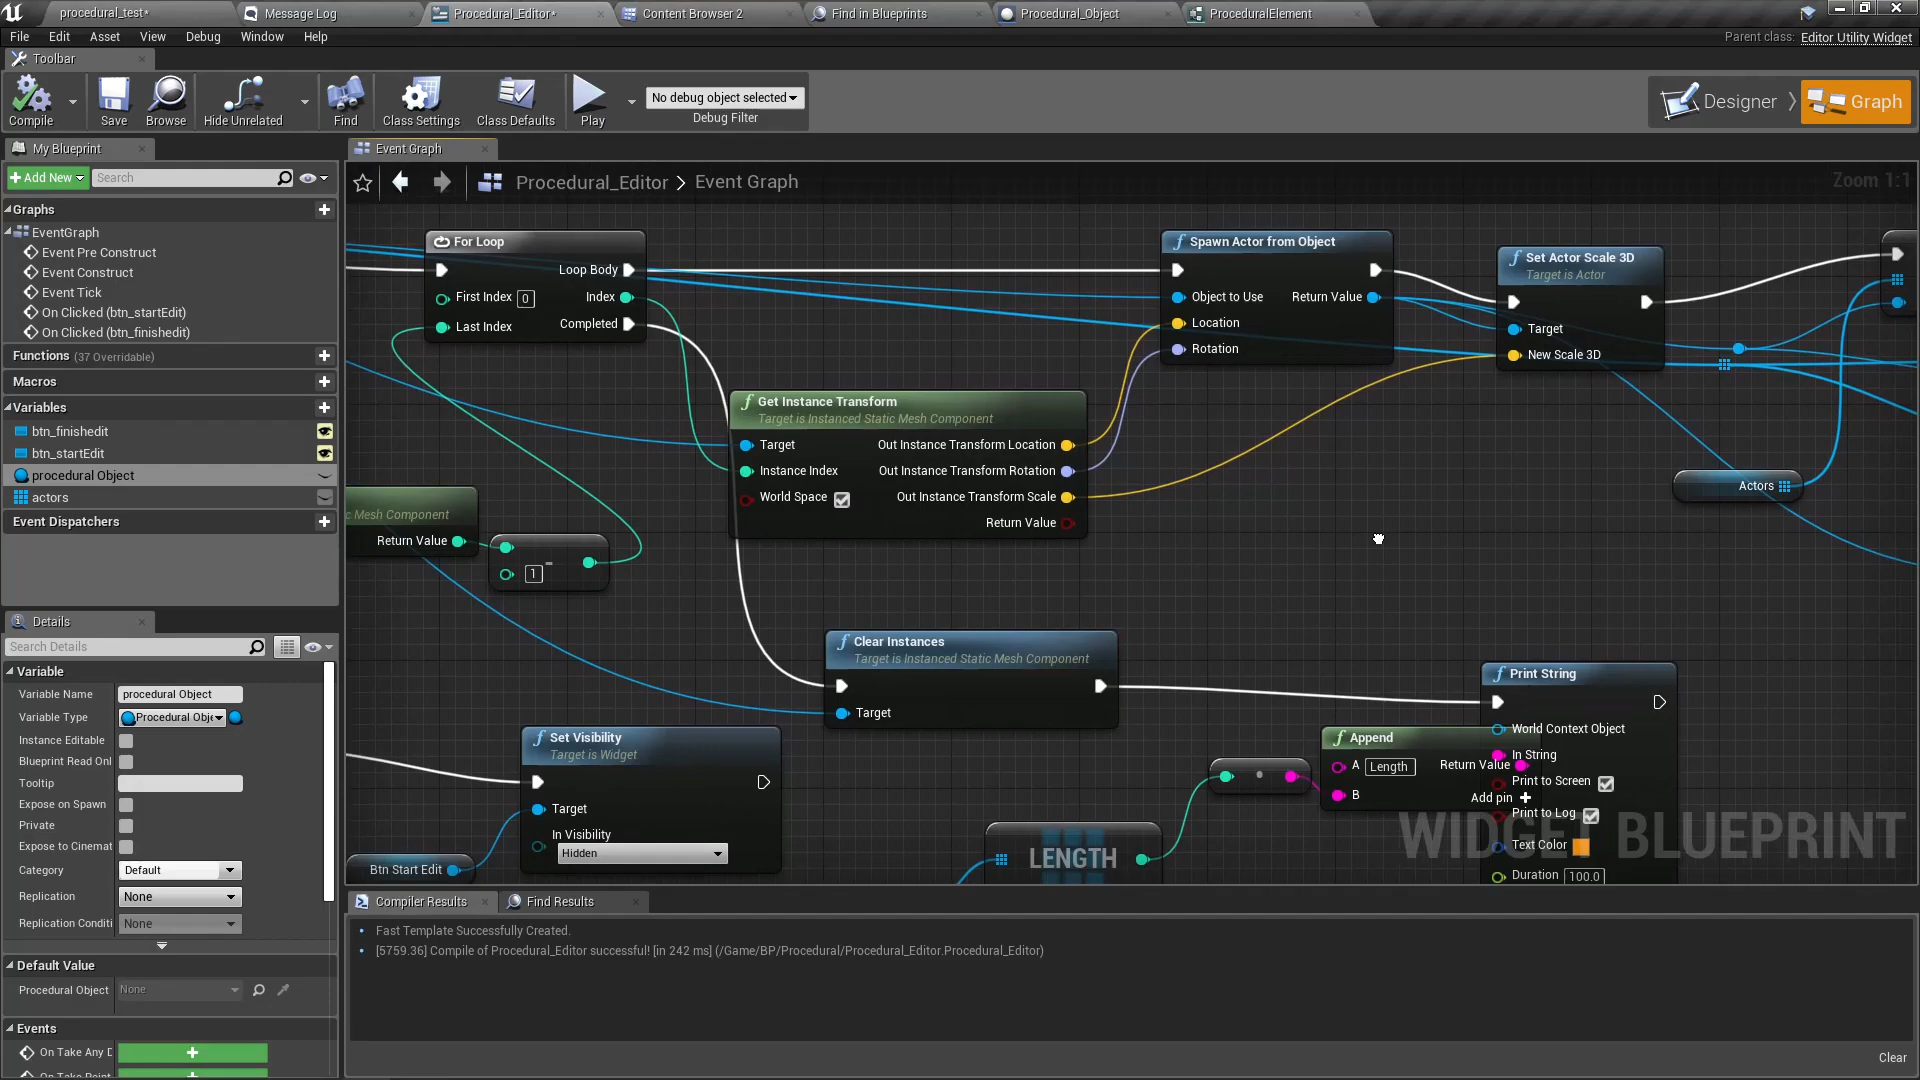 procedural_test*
Message Log
Procedural_Editor*
Content Browser 2
Find in Blueprints
Procedural_Object
ProceduralElement
File
Edit
Asset
View
Debug
Window
Help
Parent class:
Editor Utility Widget
Toolbar
Compile
Save
Browse
Hide Unrelated
Find
Class Settings
Class Defaults
Play
No debug object selected
Debug Filter
Designer
Graph
My Blueprint
Add New
Search
Graphs
EventGraph
Event Pre Construct
Event Construct
Event Tick
On Clicked (btn_startEdit)
On Clicked (btn_finishedit)
Functions (37 Overridable)
Macros
Variables
btn_finishedit
btn_startEdit
procedural Object
actors
Event Dispatchers
Details
Search Details
Variable
Variable Name
procedural Object
Variable Type
Procedural Obje
Instance Editable
Blueprint Read Onl
Tooltip
Expose on Spawn
Private
Expose to Cinemat
Category
Default
Replication
None
Replication Conditi
None
Default Value
Procedural Object
None
Events
On Take Any D
On Take Point
Event Graph
Procedural_Editor > Event Graph
Zoom 1:1
For Loop
Loop Body
First Index
0
Index
Last Index
Completed
Get Instance Transform
Target is Instanced Static Mesh Component
Target
Out Instance Transform Location
Instance Index
Out Instance Transform Rotation
World Space
Out Instance Transform Scale
Return Value
c Mesh Component
Return Value
-
1
Spawn Actor from Object
Object to Use
Return Value
Location
Rotation
Set Actor Scale 3D
Target is Actor
Target
New Scale 3D
Actors
Clear Instances
Target is Instanced Static Mesh Component
Target
Set Visibility
Target is Widget
Target
In Visibility
Hidden
Btn Start Edit
LENGTH
Append
A
Length
Return Value
B
Add pin
Print String
World Context Object
In String
Print to Screen
Print to Log
Text Color
Duration
100.0
WIDGET BLUEPRINT
Compiler Results
Find Results
Fast Template Successfully Created.
[5759.36] Compile of Procedural_Editor successful! [in 242 ms] (/Game/BP/Procedural/Procedural_Editor.Procedural_Editor)
Clear